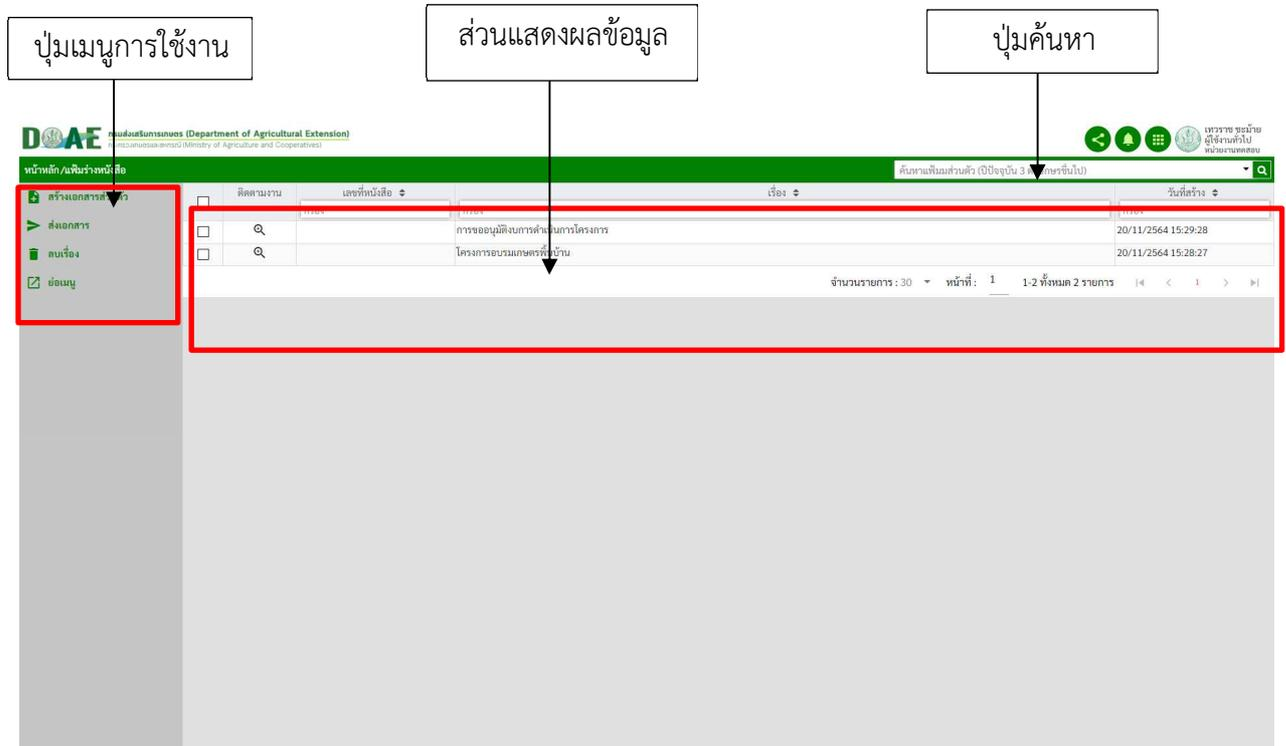 ปุ่มเมนูการใช้งาน
ส่วนแสดงผลข้อมูล
ปุ่มค้นหา
DOAE กรมส่งเสริมการเกษตร (Department of Agricultural Extension)
(Ministry of Agriculture and Cooperatives)
เทวราช ชะม้าย
ผู้ใช้งานทั่วไป
หน่วยงานทดสอบ
หน้าหลัก/แฟ้มร่างหนังสือ
ค้นหาแฟ้มส่วนตัว (ปีปัจจุบัน 3 ตัวอักษรขึ้นไป)
สร้างเอกสารส่วนตัว
ส่งเอกสาร
ลบเรื่อง
ย่อเมนู
ติดตามงาน เลขที่หนังสือ เรื่อง วันที่สร้าง
กรอง กรอง กรอง
การขออนุมัติงบการดำเนินการโครงการ 20/11/2564 15:29:28
โครงการอบรมเกษตรพื้นบ้าน 20/11/2564 15:28:27
จำนวนรายการ : 30 หน้าที่ : 1 1-2 ทั้งหมด 2 รายการ |< < 1 > >|